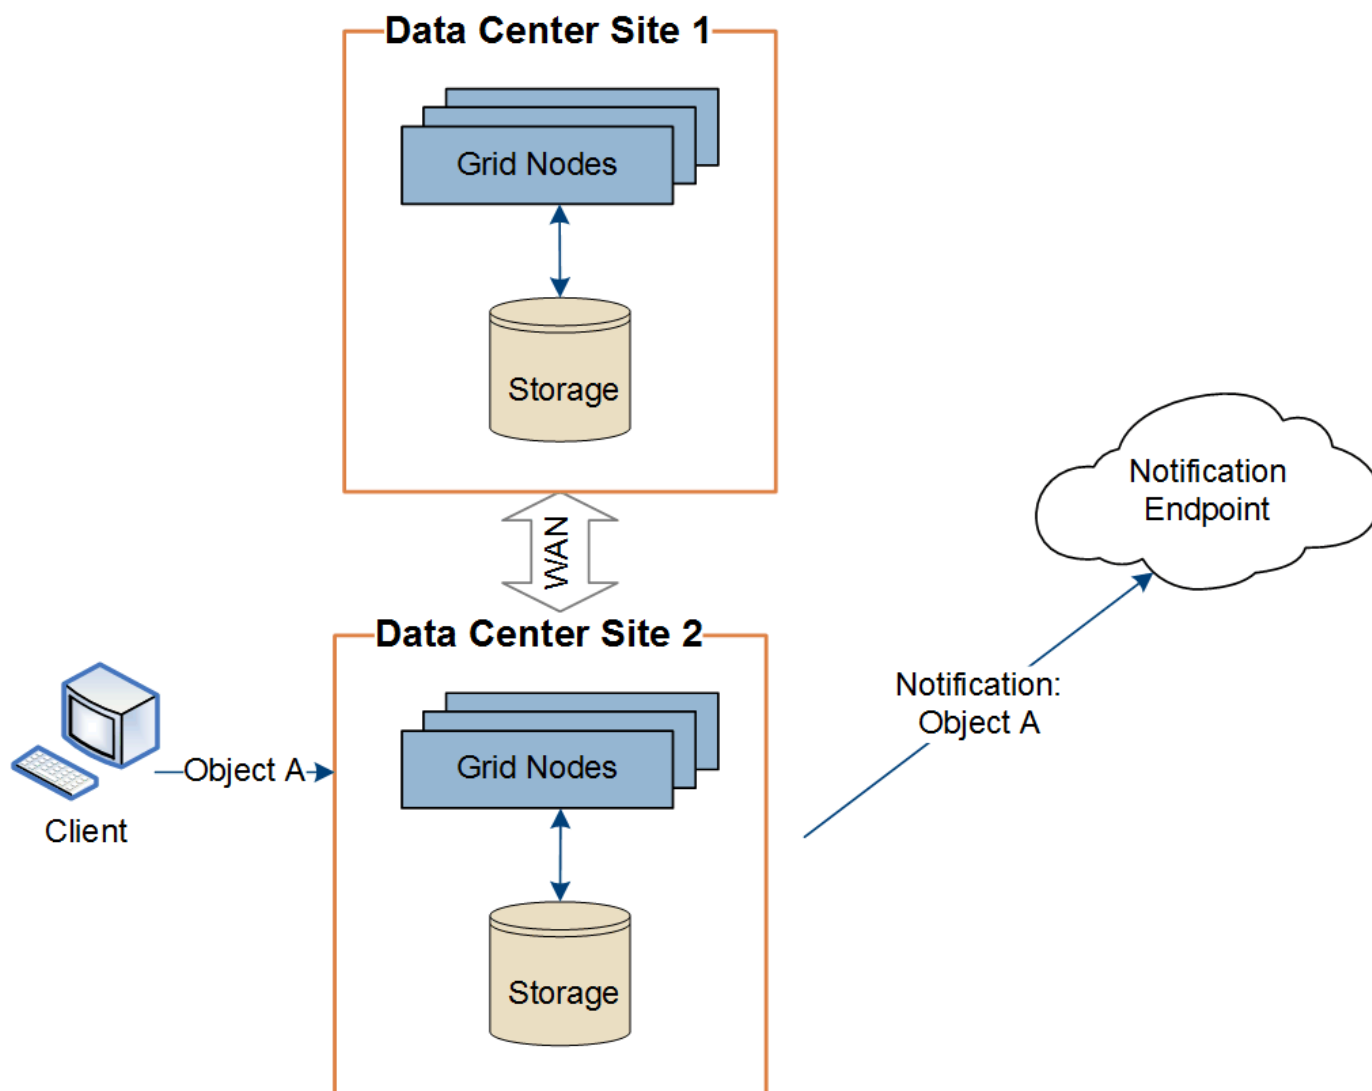 Data Center Site 1
Grid Nodes
Storage
Notification
Endpoint
WAN
Data Center Site 2
Notification:
Object A
Grid Nodes
Object A
Client
Storage